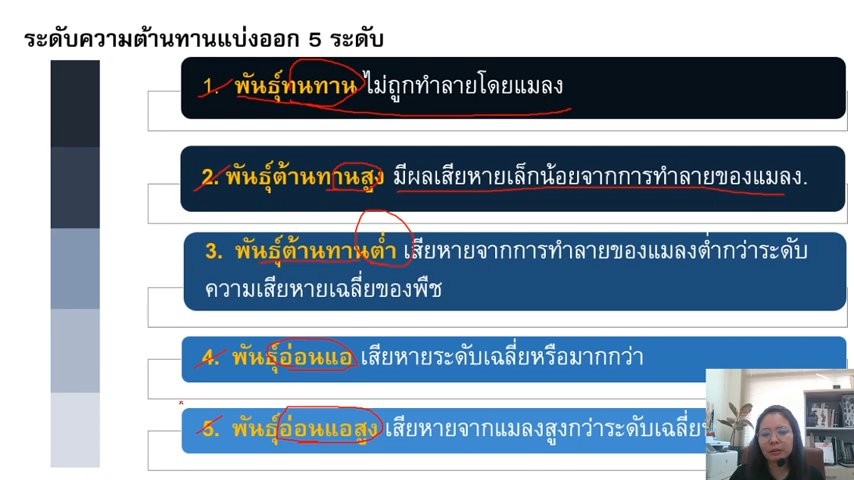 ระดับความต้านทานแบ่งออก 5 ระดับ
1. พันธุ์ทนทาน ไม่ถูกทำลายโดยแมลง
2. พันธุ์ต้านทานสูง มีผลเสียหายเล็กน้อยจากการทำลายของแมลง.
3. พันธุ์ต้านทานต่ำ เสียหายจากการทำลายของแมลงต่ำกว่าระดับ
ความเสียหายเฉลี่ยของพืช
4. พันธุ์อ่อนแอ เสียหายระดับเฉลี่ยหรือมากกว่า
5. พันธุ์อ่อนแอสูง เสียหายจากแมลงสูงกว่าระดับเฉลี่ย